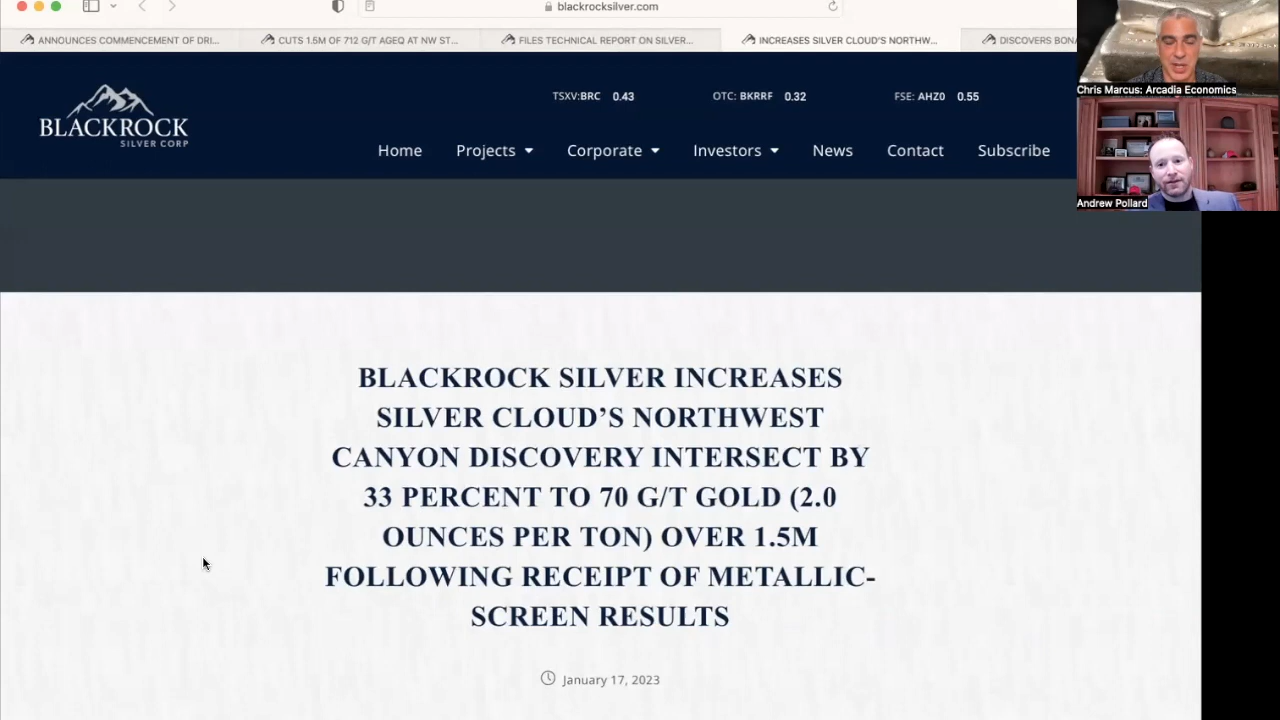 blackrocksilver.com
ANNOUNCES COMMENCEMENT OF DRI...
CUTS 1.5M OF 712 G/T AGEQ AT NW ST...
FILES TECHNICAL REPORT ON SILVER...
INCREASES SILVER CLOUD'S NORTHW...
DISCOVERS BONA
Chris Marcus: Arcadia Economics
Andrew Pollard
BLACKROCK
SILVER CORP
TSXV:BRC 0.43
OTC: BKRRF 0.32
FSE: AHZ0 0.55
Home
Projects
Corporate
Investors
News
Contact
Subscribe
BLACKROCK SILVER INCREASES
SILVER CLOUD’S NORTHWEST
CANYON DISCOVERY INTERSECT BY
33 PERCENT TO 70 G/T GOLD (2.0
OUNCES PER TON) OVER 1.5M
FOLLOWING RECEIPT OF METALLIC-
SCREEN RESULTS
January 17, 2023